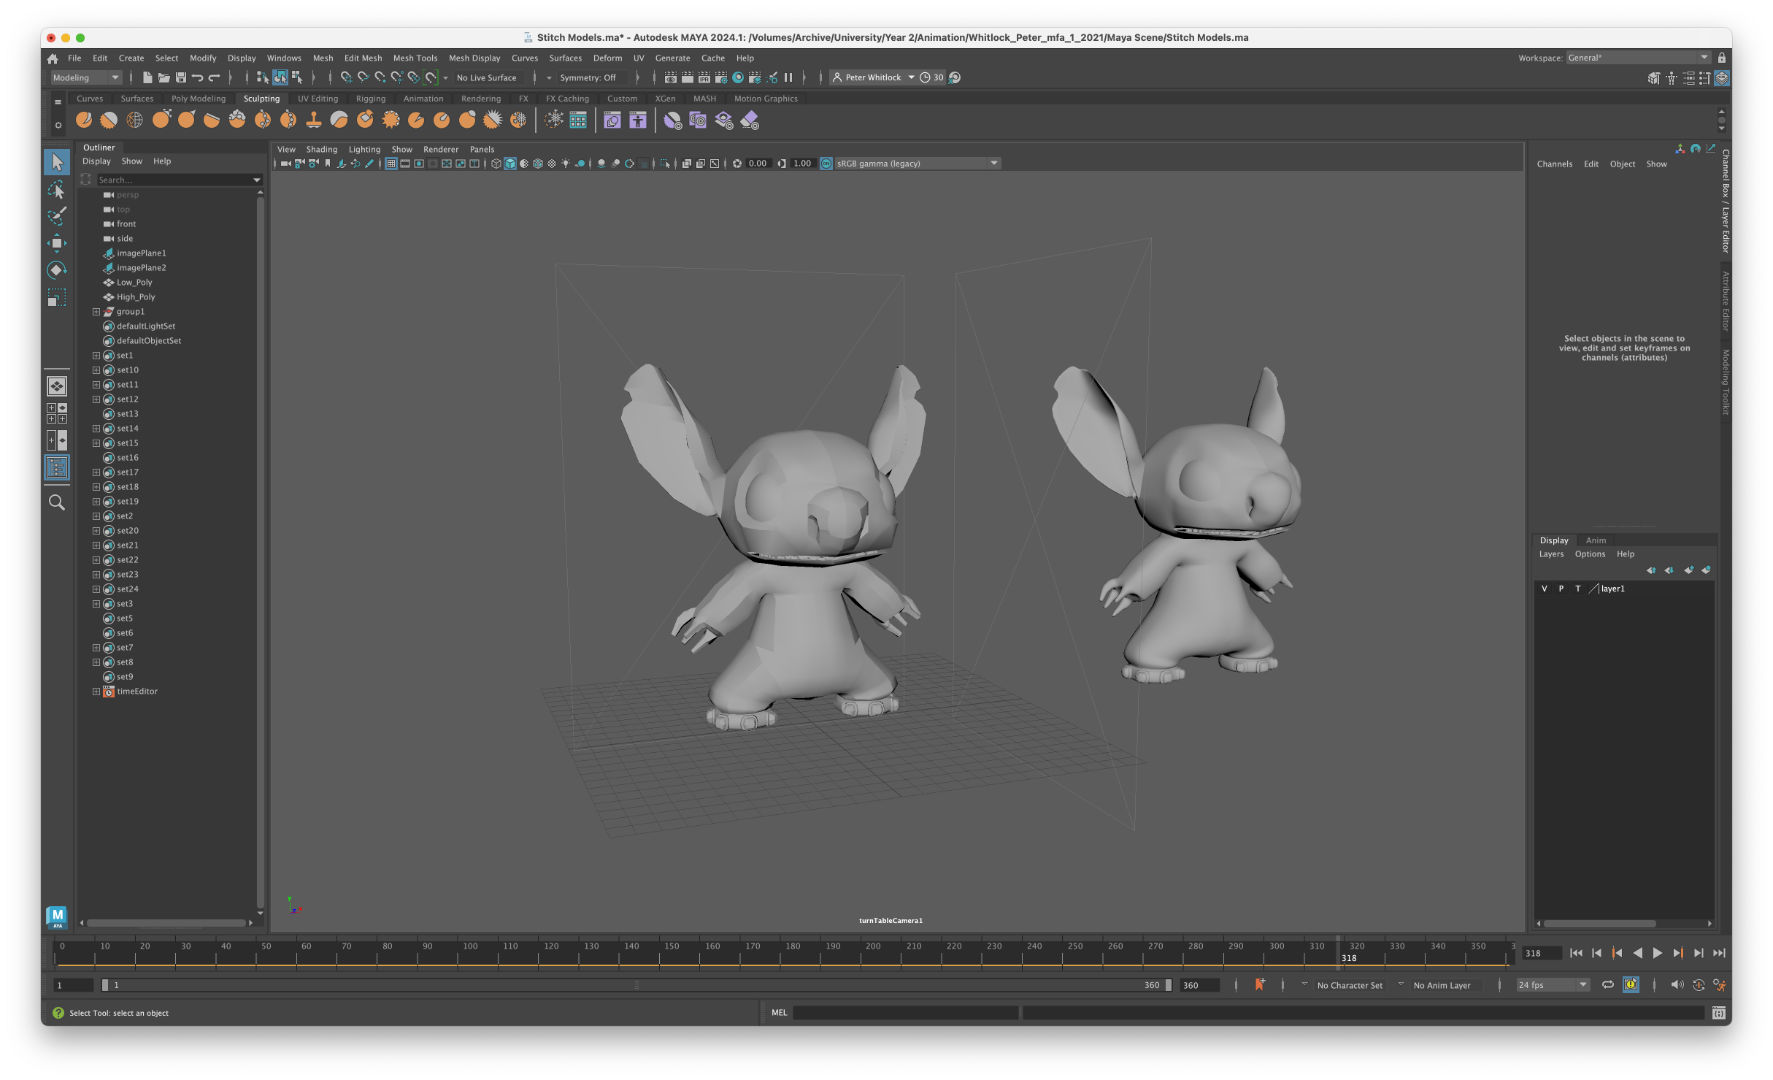 Stitch Models.ma* - Autodesk MAYA 2024.1: /Volumes/Archive/University/Year 2/Animation/Whitlock_Peter_mfa_1_2021/Maya Scene/Stitch Models.ma
File Edit Create Select Modify Display Windows Mesh Edit Mesh Mesh Tools Mesh Display Curves Surfaces Deform UV Generate Cache Help
Workspace: General*
Modeling No Live Surface Symmetry: Off Peter Whitlock 30
Curves Surfaces Poly Modeling Sculpting UV Editing Rigging Animation Rendering FX FX Caching Custom XGen MASH Motion Graphics
Outliner
Display Show Help
Search...
persp
top
front
side
imagePlane1
imagePlane2
Low_Poly
High_Poly
group1
defaultLightSet
defaultObjectSet
set1
set10
set11
set12
set13
set14
set15
set16
set17
set18
set19
set2
set20
set21
set22
set23
set24
set3
set5
set6
set7
set8
set9
timeEditor
View Shading Lighting Show Renderer Panels
0.00 1.00 sRGB gamma (legacy)
turnTableCamera1
Channels Edit Object Show
Select objects in the scene to
view, edit and set keyframes on
channels (attributes)
Channel Box / Layer Editor
Attribute Editor
Modeling Toolkit
Display Anim
Layers Options Help
V P T layer1
M
0 10 20 30 40 50 60 70 80 90 100 110 120 130 140 150 160 170 180 190 200 210 220 230 240 250 260 270 280 290 300 310 320 330 340 350
318
318
1 1 360 360 No Character Set No Anim Layer 24 fps
Select Tool: select an object
MEL